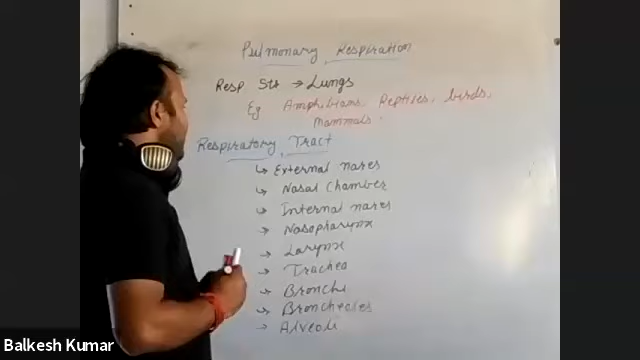 Pulmonary Respiration
Resp Str → Lungs
Eg Amphibians, Reptiles, birds,
mammals.
Respiratory Tract
↳ External nares
↳ Nasal Chamber
↳ Internal nares
→ Nasopharynx
→ Larynx
→ Trachea
→ Bronchi
→ Broncheoles
→ Alveoli
Balkesh Kumar